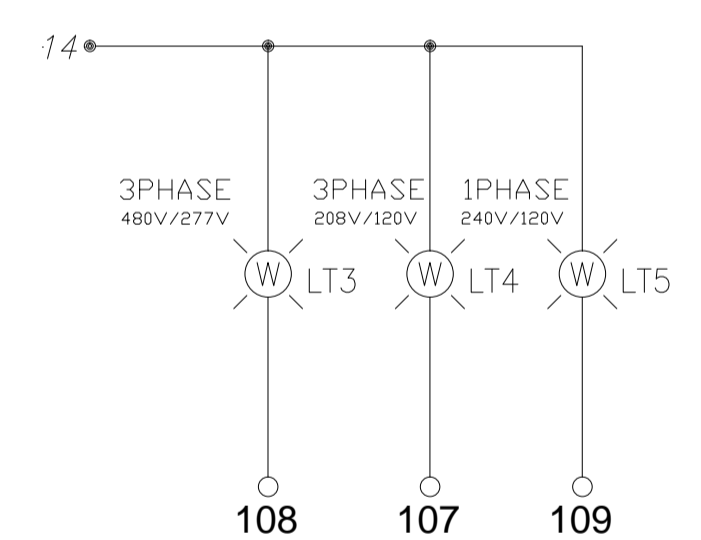 14
3PHASE 3PHASE 1PHASE
480V/277V 208V/120V 240V/120V
W LT3 W LT4 W LT5
108 107 109